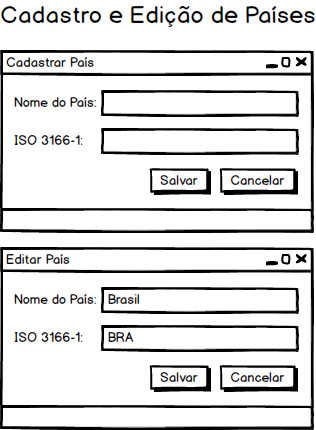 Cadastro e Edição de Países
Cadastrar País
Nome do País:
ISO 3166-1:
Salvar Cancelar
Editar País
Nome do País: Brasil
ISO 3166-1: BRA
Salvar Cancelar